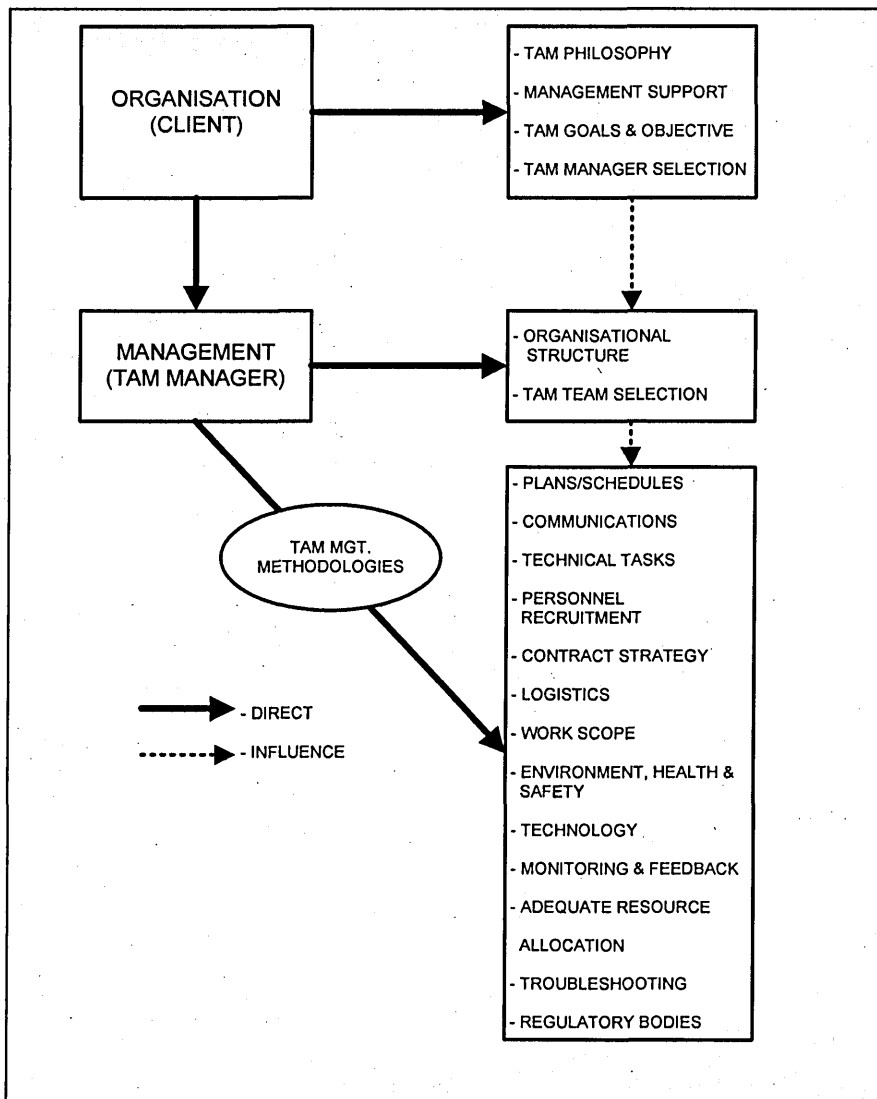 ORGANISATION
(CLIENT)
- TAM PHILOSOPHY
- MANAGEMENT SUPPORT
- TAM GOALS & OBJECTIVE
- TAM MANAGER SELECTION
MANAGEMENT
(TAM MANAGER)
- ORGANISATIONAL
STRUCTURE
- TAM TEAM SELECTION
TAM MGT.
METHODOLOGIES
- PLANS/SCHEDULES
- COMMUNICATIONS
- TECHNICAL TASKS
- PERSONNEL
RECRUITMENT
- CONTRACT STRATEGY
- LOGISTICS
- WORK SCOPE
- ENVIRONMENT, HEALTH &
SAFETY
- TECHNOLOGY
- MONITORING & FEEDBACK
- ADEQUATE RESOURCE
ALLOCATION
- TROUBLESHOOTING
- REGULATORY BODIES
- DIRECT
- INFLUENCE